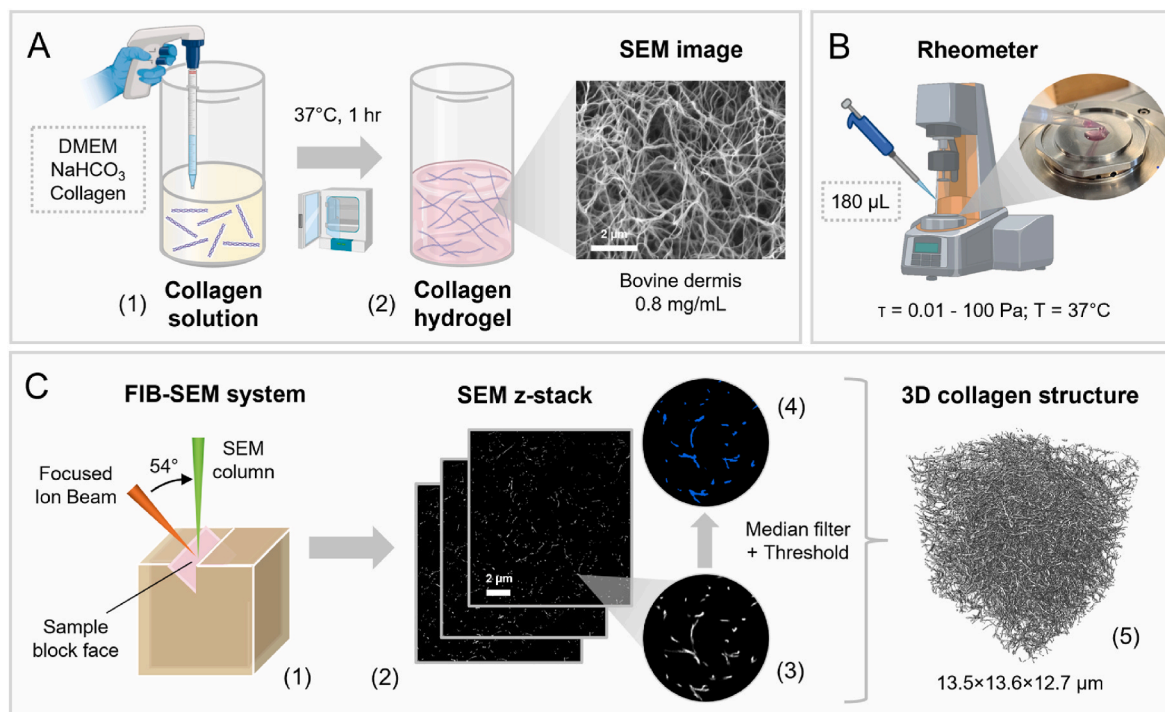 A
DMEM
NaHCO₃
Collagen
(1)
Collagen
solution
37°C, 1 hr
(2)
Collagen
hydrogel
SEM image
2 µm
Bovine dermis
0.8 mg/mL
B
Rheometer
180 µL
τ = 0.01 - 100 Pa; T = 37°C
C
FIB-SEM system
54°
SEM
column
Focused
Ion Beam
Sample
block face
(1)
SEM z-stack
2 µm
(2)
(4)
Median filter
+ Threshold
(3)
3D collagen structure
(5)
13.5×13.6×12.7 µm